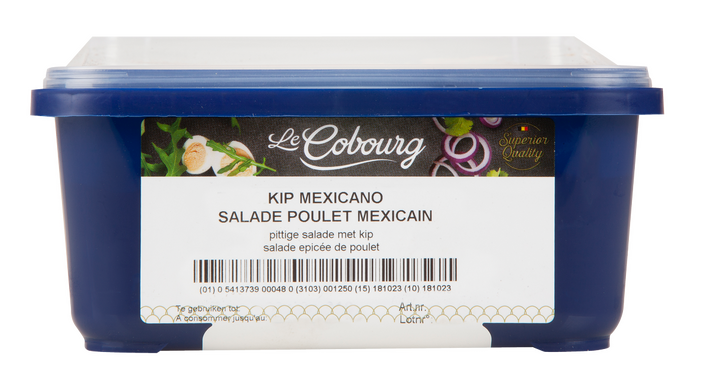 Le Cobourg
Superior
Quality
KIP MEXICANO
SALADE POULET MEXICAIN
pittige salade met kip
salade epicée de poulet
(01) 0 5413739 00048 0 (3103) 001250 (15) 181023 (10) 181023
Te gebruiken tot:
A consommer jusqu'au:
Art.nr.
Lotnr°